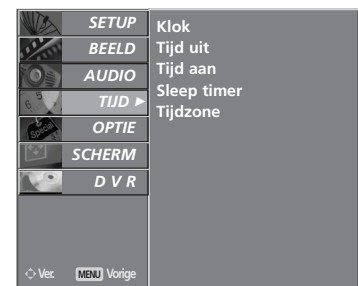 SETUP
BEELD
AUDIO
TIJD ►
OPTIE
SCHERM
D V R
Klok
Tijd uit
Tijd aan
Sleep timer
Tijdzone
Ver. MENU Vorige